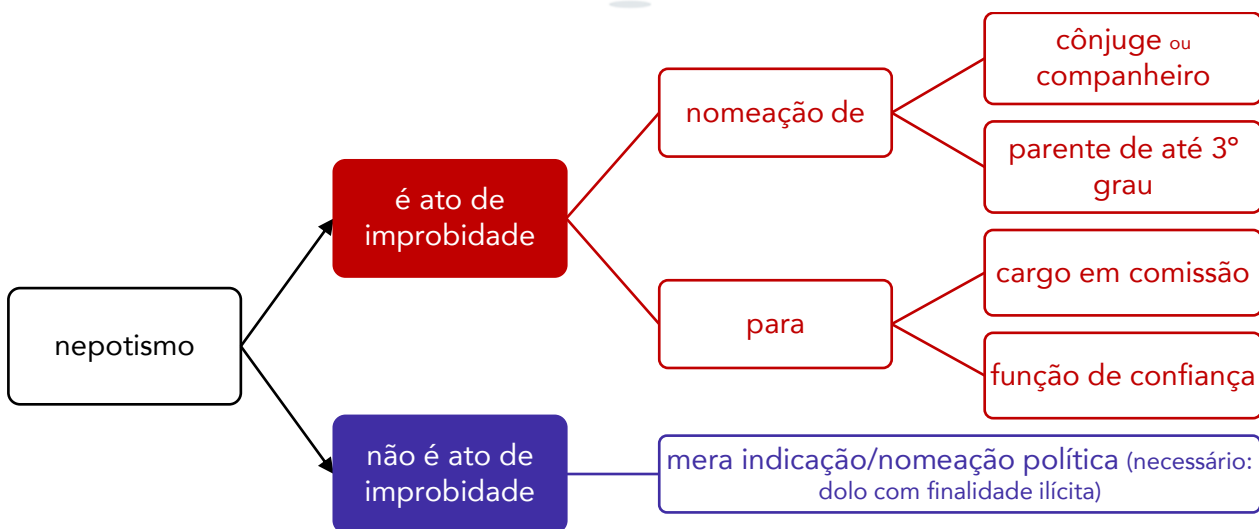 nepotismo
é ato de
improbidade
nomeação de
cônjuge ou
companheiro
parente de até 3º
grau
para
cargo em comissão
função de confiança
não é ato de
improbidade
mera indicação/nomeação política (necessário:
dolo com finalidade ilícita)